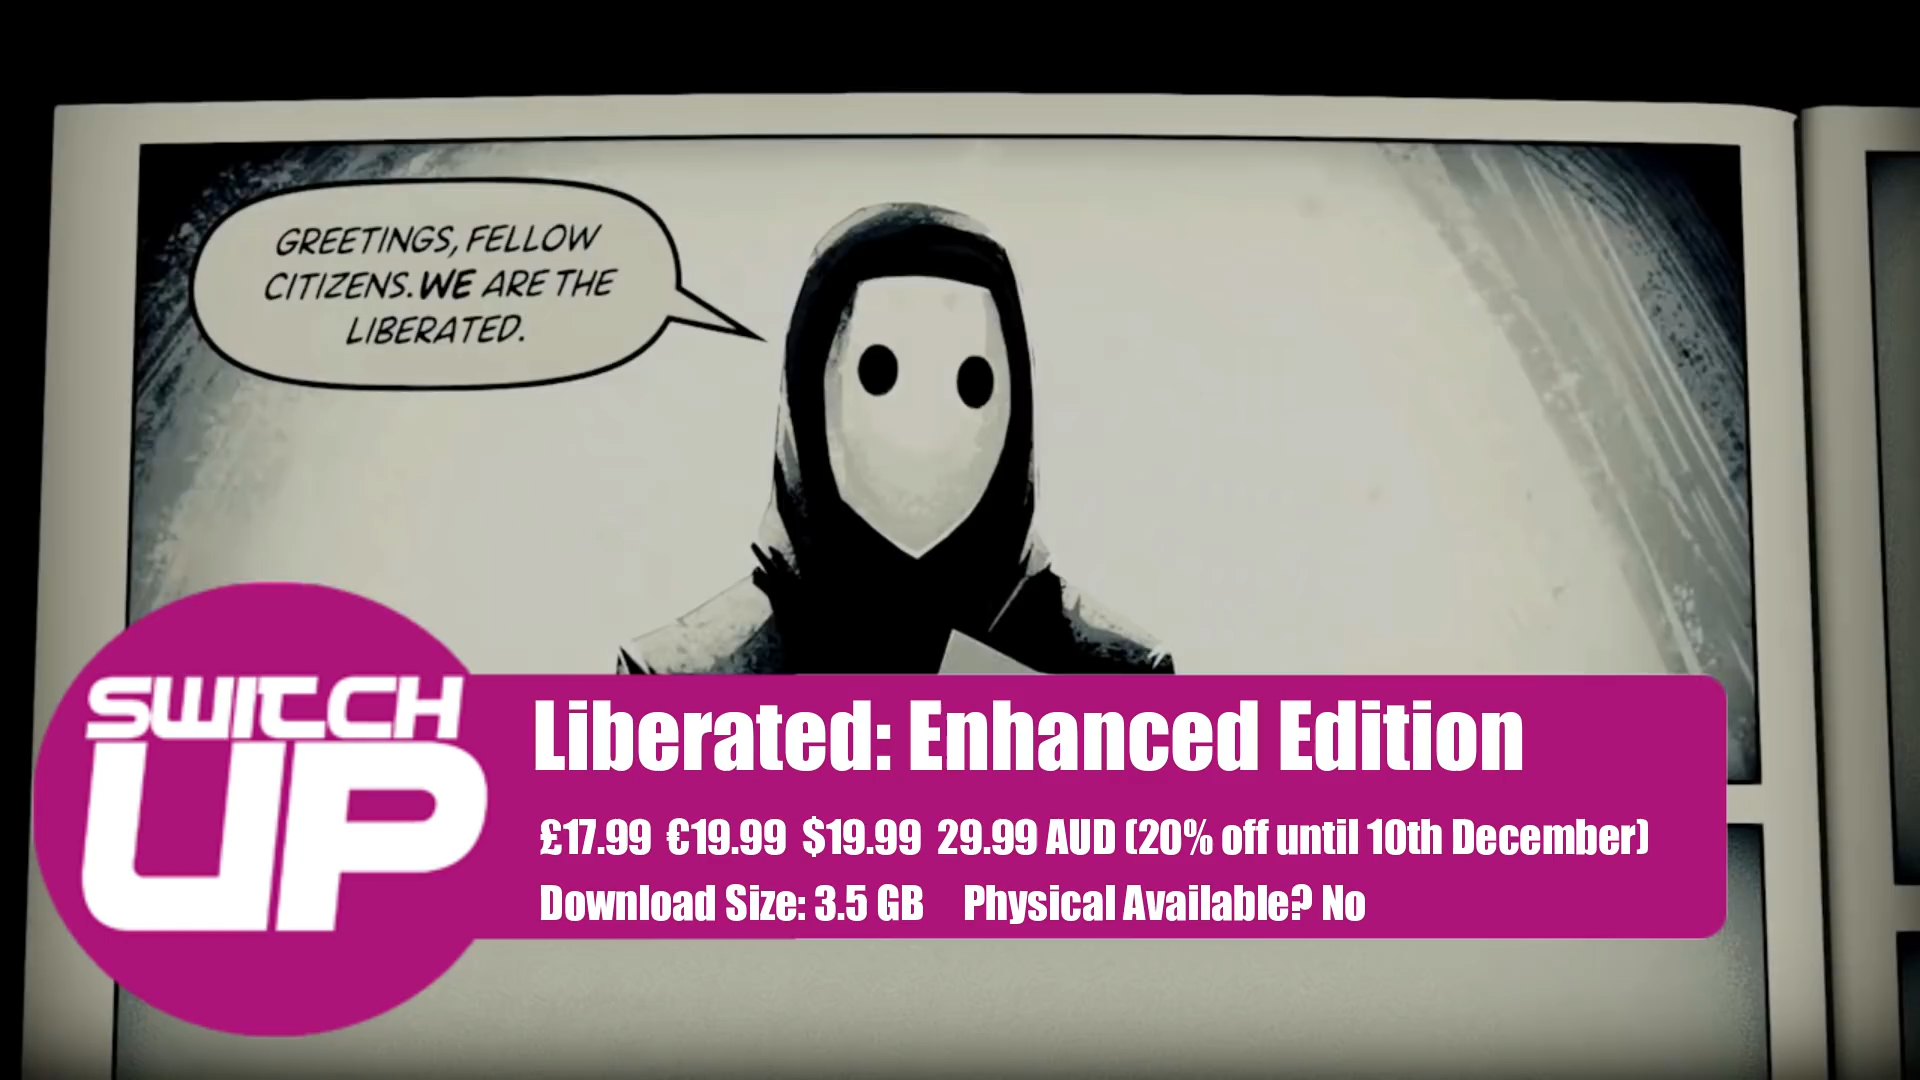 GREETINGS, FELLOW
CITIZENS. WE ARE THE
LIBERATED.
SWITCH
UP
Liberated: Enhanced Edition
£17.99 €19.99 $19.99 29.99 AUD (20% off until 10th December)
Download Size: 3.5 GB Physical Available? No